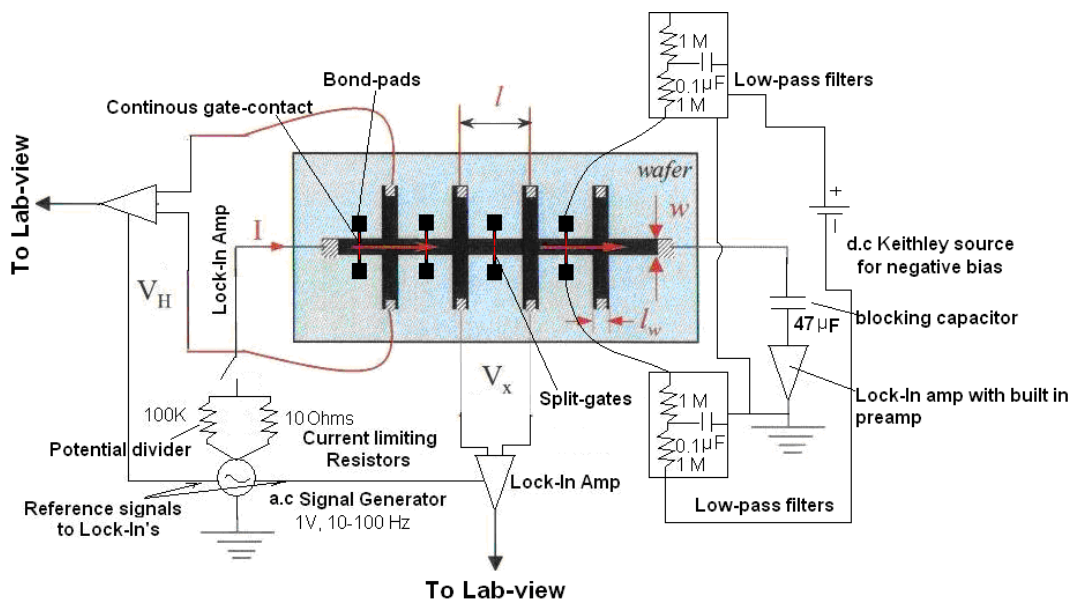 1 M
0.1µF
1 M
Low-pass filters
Bond-pads
Continous gate-contact
l
To Lab-view
wafer
w
+
–
d.c Keithley source
for negative bias
I
Lock-In Amp
V_H
l_w
47 µF
blocking capacitor
V_x
Split-gates
Lock-In amp with built in
preamp
1 M
0.1µF
1 M
100K
10 Ohms
Potential divider
Current limiting
Resistors
Lock-In Amp
a.c Signal Generator
1V, 10-100 Hz
Reference signals
to Lock-In's
Low-pass filters
To Lab-view